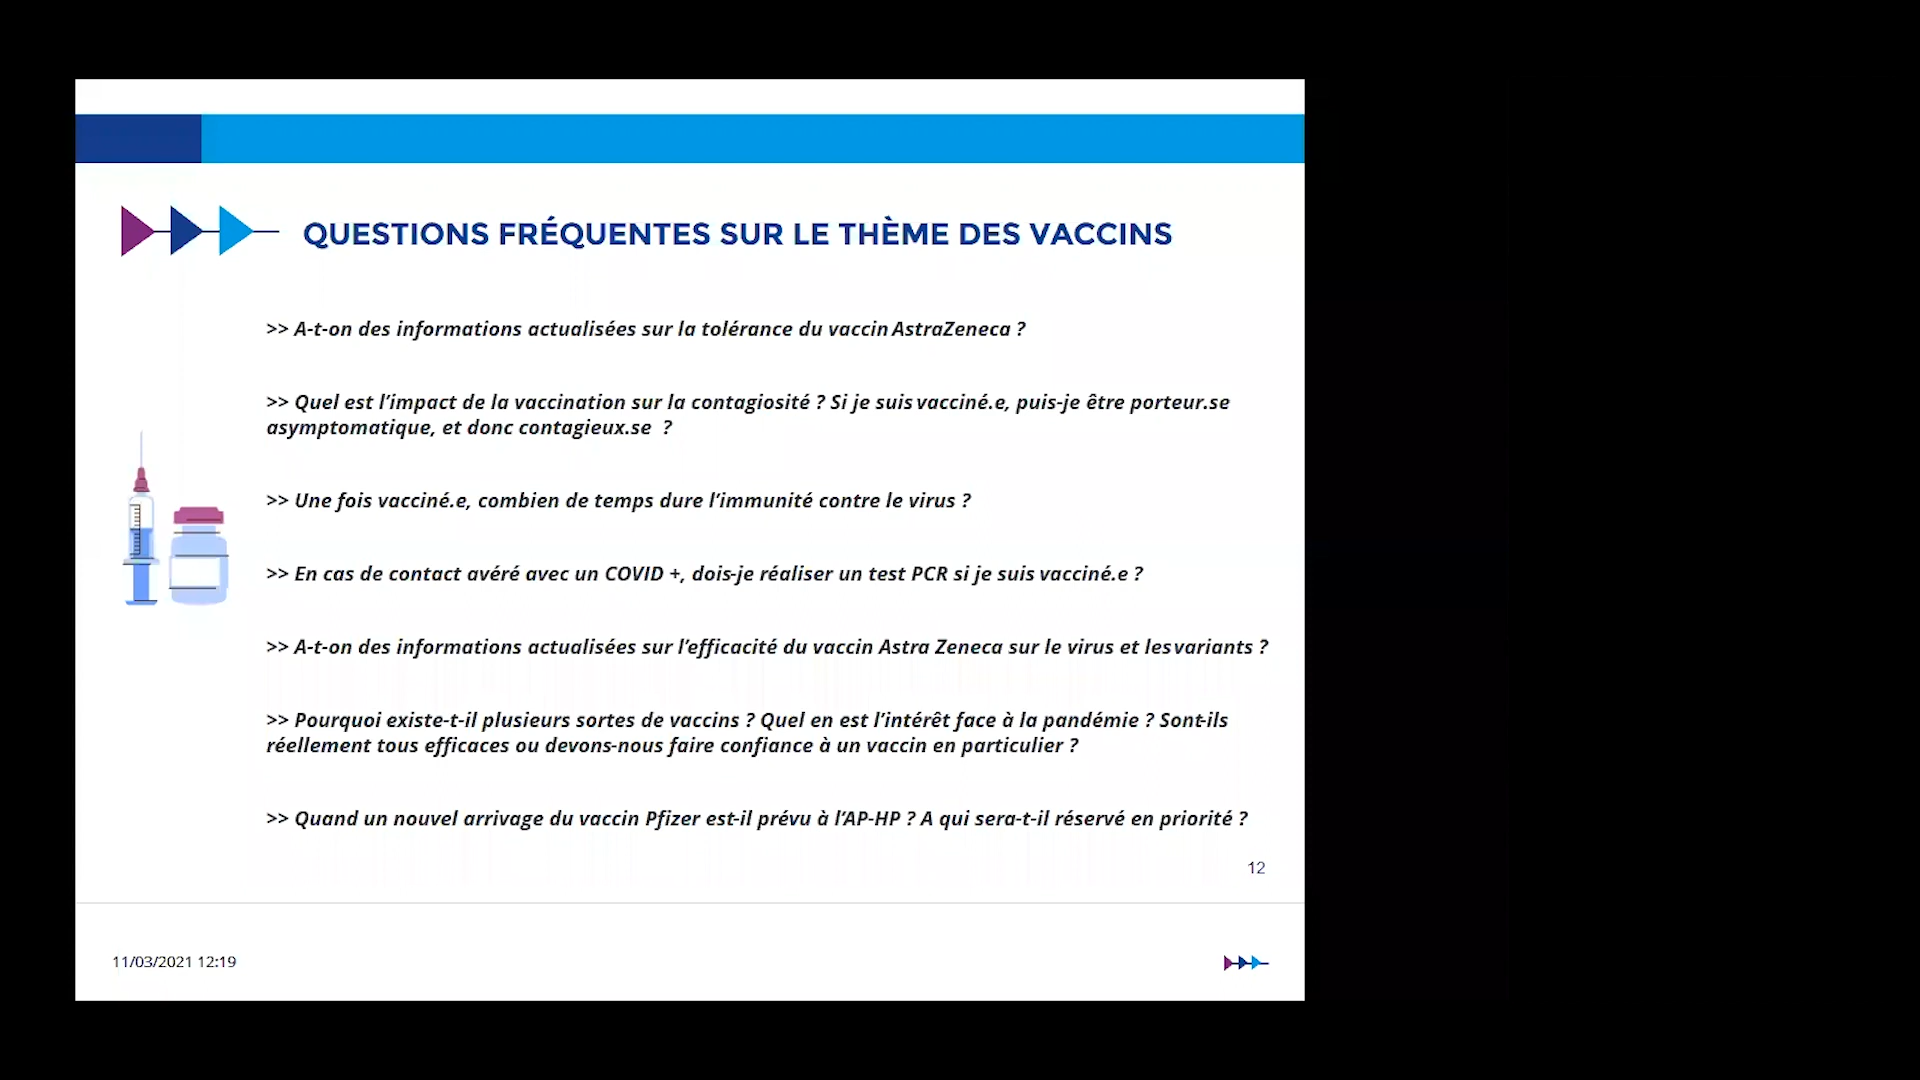 QUESTIONS FRÉQUENTES SUR LE THÈME DES VACCINS
>> A-t-on des informations actualisées sur la tolérance du vaccin AstraZeneca ?
>> Quel est l’impact de la vaccination sur la contagiosité ? Si je suis vacciné.e, puis-je être porteur.se
asymptomatique, et donc contagieux.se ?
>> Une fois vacciné.e, combien de temps dure l’immunité contre le virus ?
>> En cas de contact avéré avec un COVID +, dois-je réaliser un test PCR si je suis vacciné.e ?
>> A-t-on des informations actualisées sur l’efficacité du vaccin Astra Zeneca sur le virus et les variants ?
>> Pourquoi existe-t-il plusieurs sortes de vaccins ? Quel en est l’intérêt face à la pandémie ? Sont-ils
réellement tous efficaces ou devons-nous faire confiance à un vaccin en particulier ?
>> Quand un nouvel arrivage du vaccin Pfizer est-il prévu à l’AP-HP ? A qui sera-t-il réservé en priorité ?
12
11/03/2021 12:19